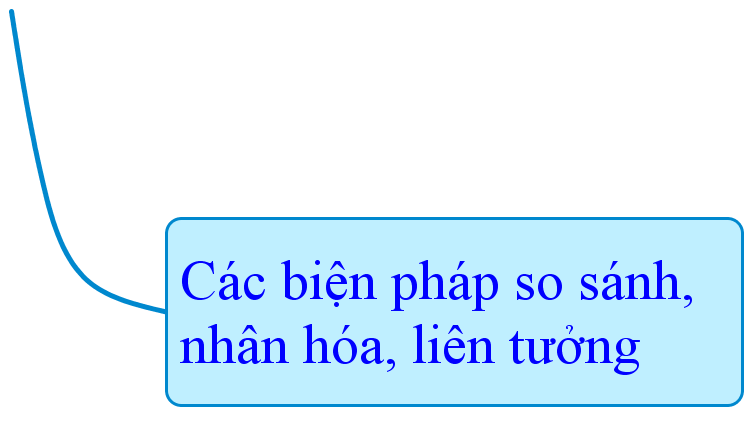 Các biện pháp so sánh,
nhân hóa, liên tưởng